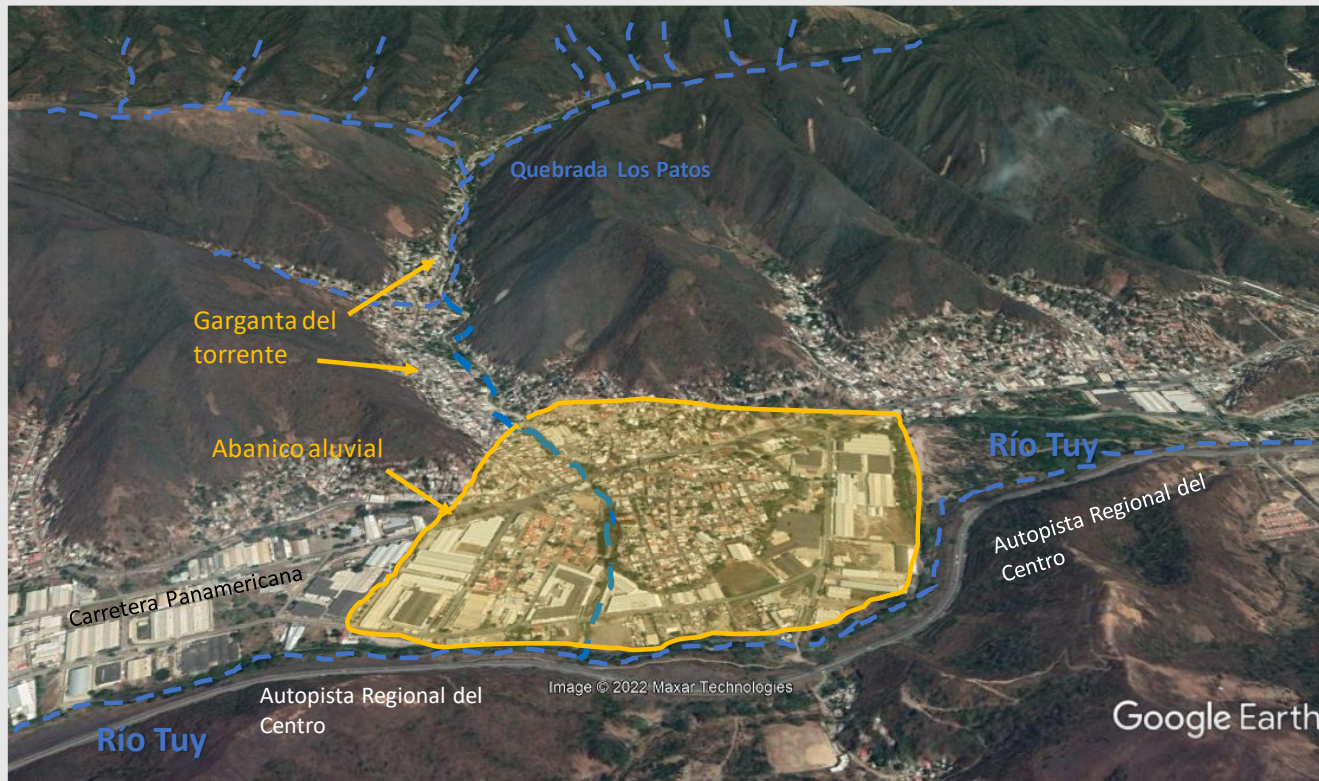 Quebrada Los Patos
Garganta del
torrente
Abanico aluvial
Río Tuy
Autopista Regional del
Centro
Carretera Panamericana
Autopista Regional del
Centro
Image © 2022 Maxar Technologies
Río Tuy
Google Earth